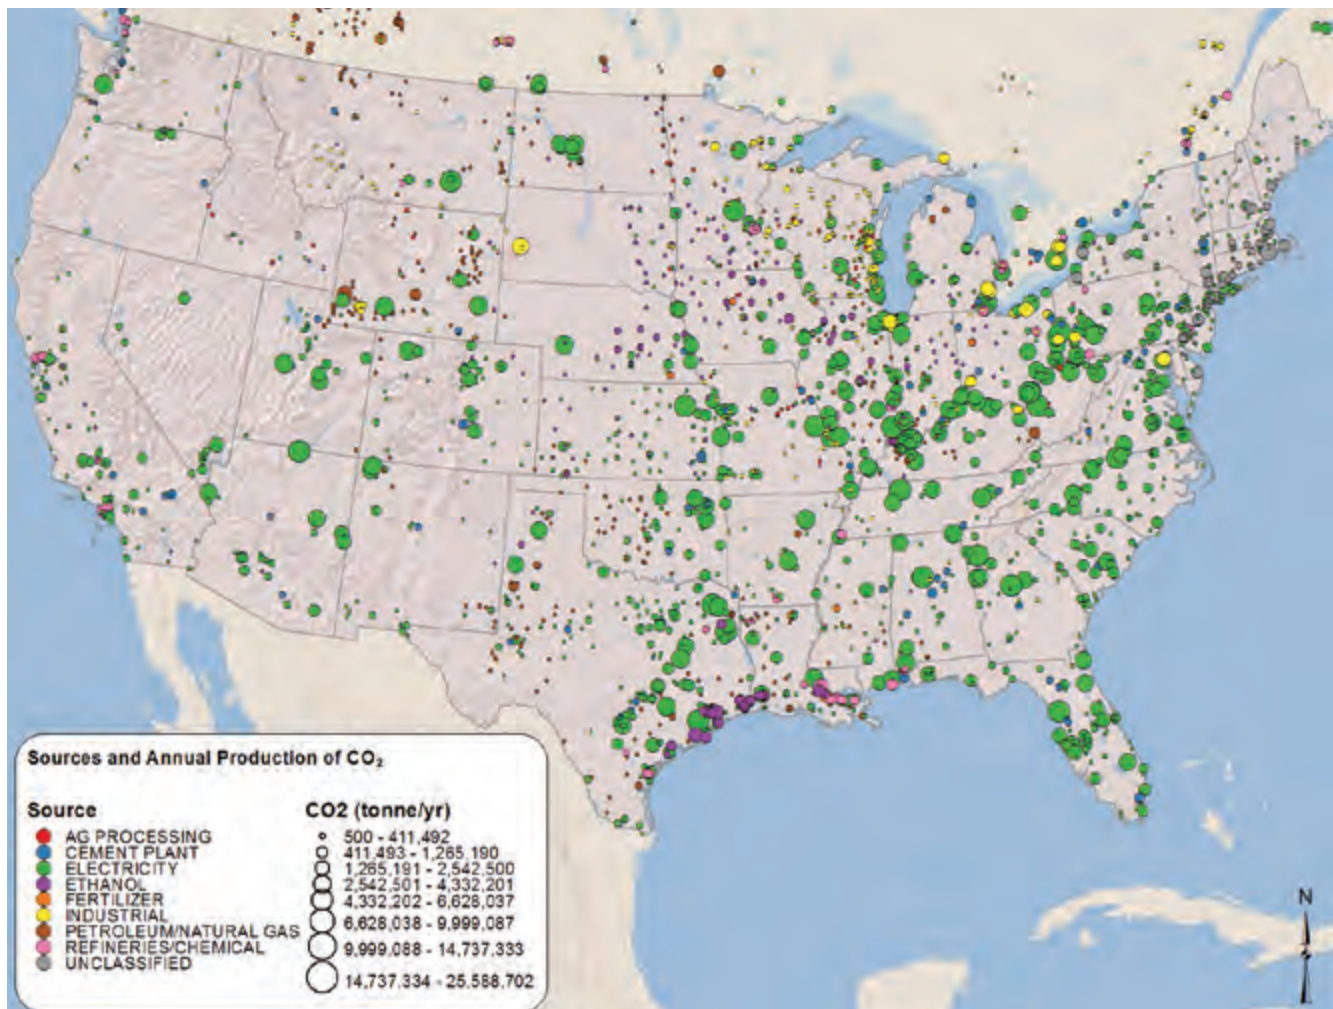 Sources and Annual Production of CO₂
Source
AG PROCESSING
CEMENT PLANT
ELECTRICITY
ETHANOL
FERTILIZER
INDUSTRIAL
PETROLEUM/NATURAL GAS
REFINERIES/CHEMICAL
UNCLASSIFIED
CO2 (tonne/yr)
500 - 411,492
411,493 - 1,265,190
1,265,191 - 2,542,500
2,542,501 - 4,332,201
4,332,202 - 6,628,037
6,628,038 - 9,999,087
9,999,088 - 14,737,333
14,737,334 - 25,588,702
N